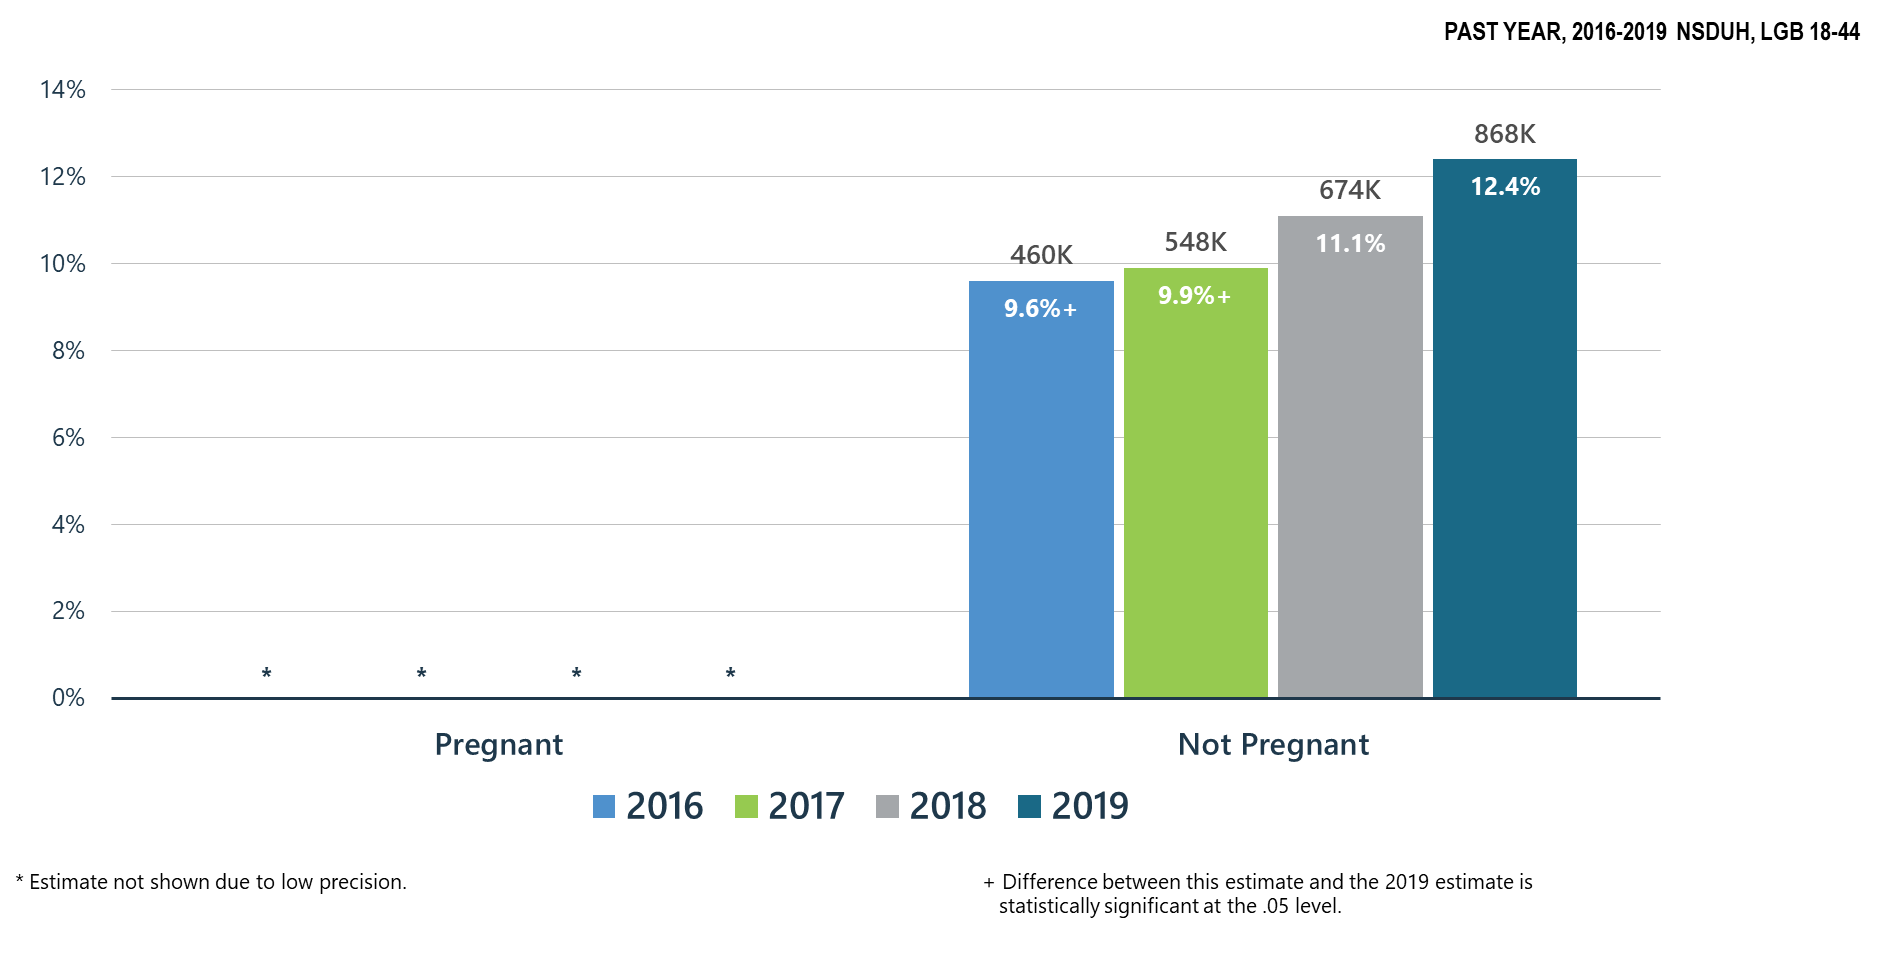 PAST YEAR, 2016-2019 NSDUH, LGB 18-44
14%
12%
10%
8%
6%
4%
2%
0%
*
*
*
*
460K
9.6%+
548K
9.9%+
674K
11.1%
868K
12.4%
Pregnant
Not Pregnant
2016
2017
2018
2019
* Estimate not shown due to low precision.
+ Difference between this estimate and the 2019 estimate is
statistically significant at the .05 level.